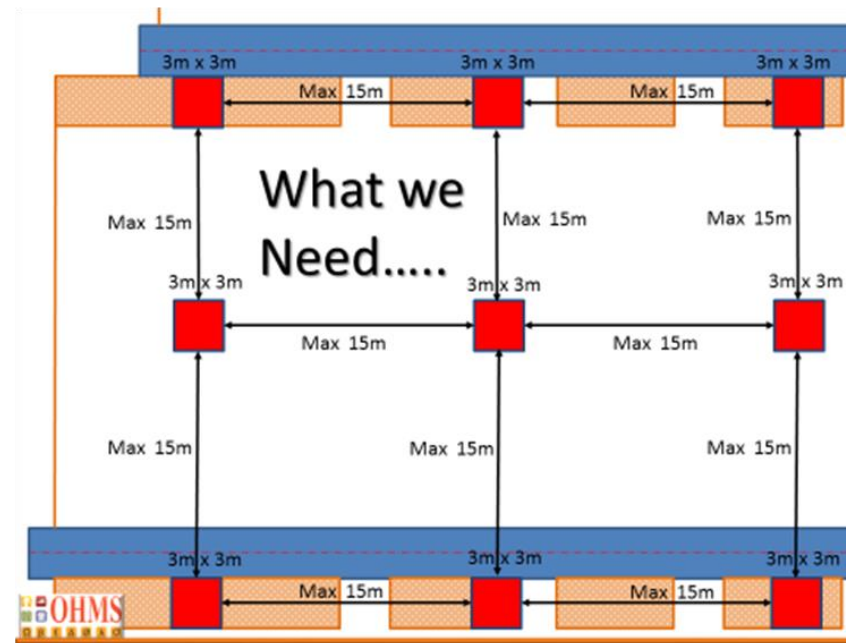 3m x 3m 3m x 3m 3m x 3m
Max 15m Max 15m
What we
Need.....
Max 15m Max 15m Max 15m
3m x 3m 3m x 3m 3m x 3m
Max 15m Max 15m
Max 15m Max 15m Max 15m
3m x 3m 3m x 3m 3m x 3m
Max 15m Max 15m
OHMS